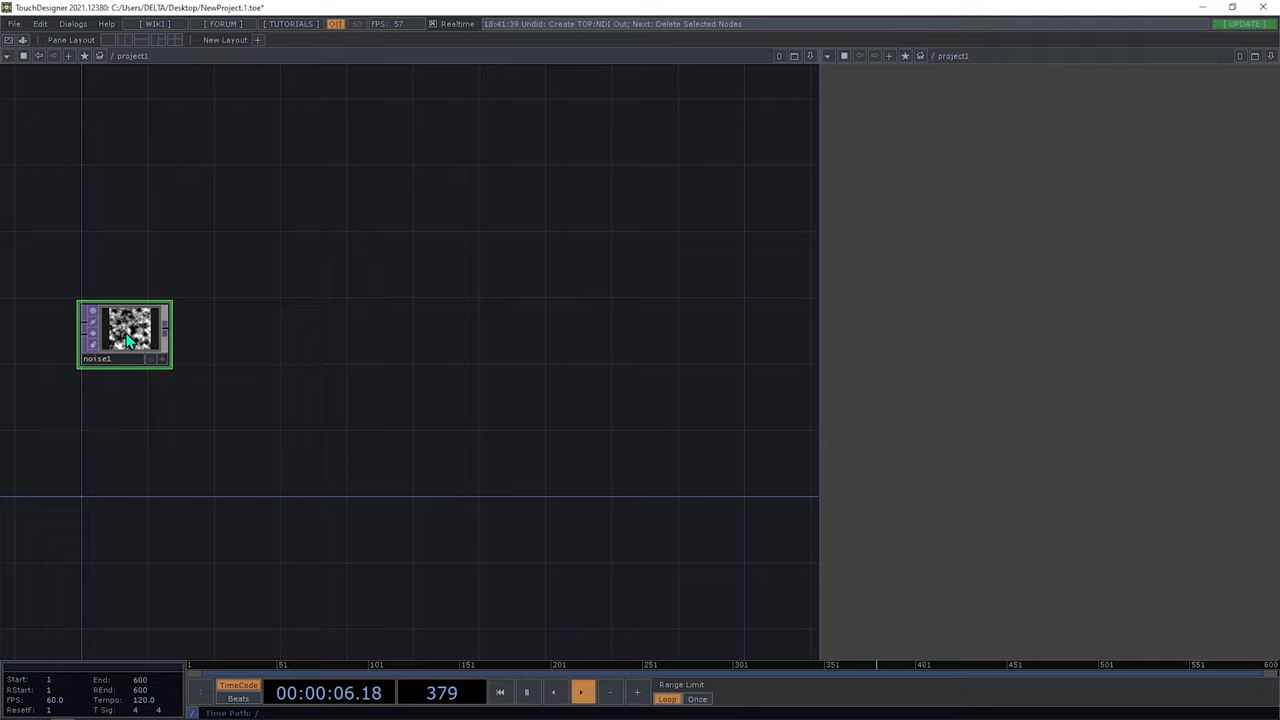 TouchDesigner 2021.12380: C:/Users/DELTA/Desktop/NewProject.1.toe*
File Edit Dialogs Help [ WIKI ] [ FORUM ] [ TUTORIALS ] O|I 60 FPS: 57 Realtime 18:41:39 Undid: Create TOP:NDI Out; Next: Delete Selected Nodes [ UPDATE ]
Pane Layout New Layout +
/ project1 0 / project1 0
noise1
1 51 101 151 201 251 301 351 401 451 501 551 600
Start: 1 End: 600
RStart: 1 REnd: 600
FPS: 60.0 Tempo: 120.0
ResetF: 1 T Sig: 4 4
TimeCode
Beats
00:00:06.18 379
Range Limit
Loop Once
/ Time Path: /